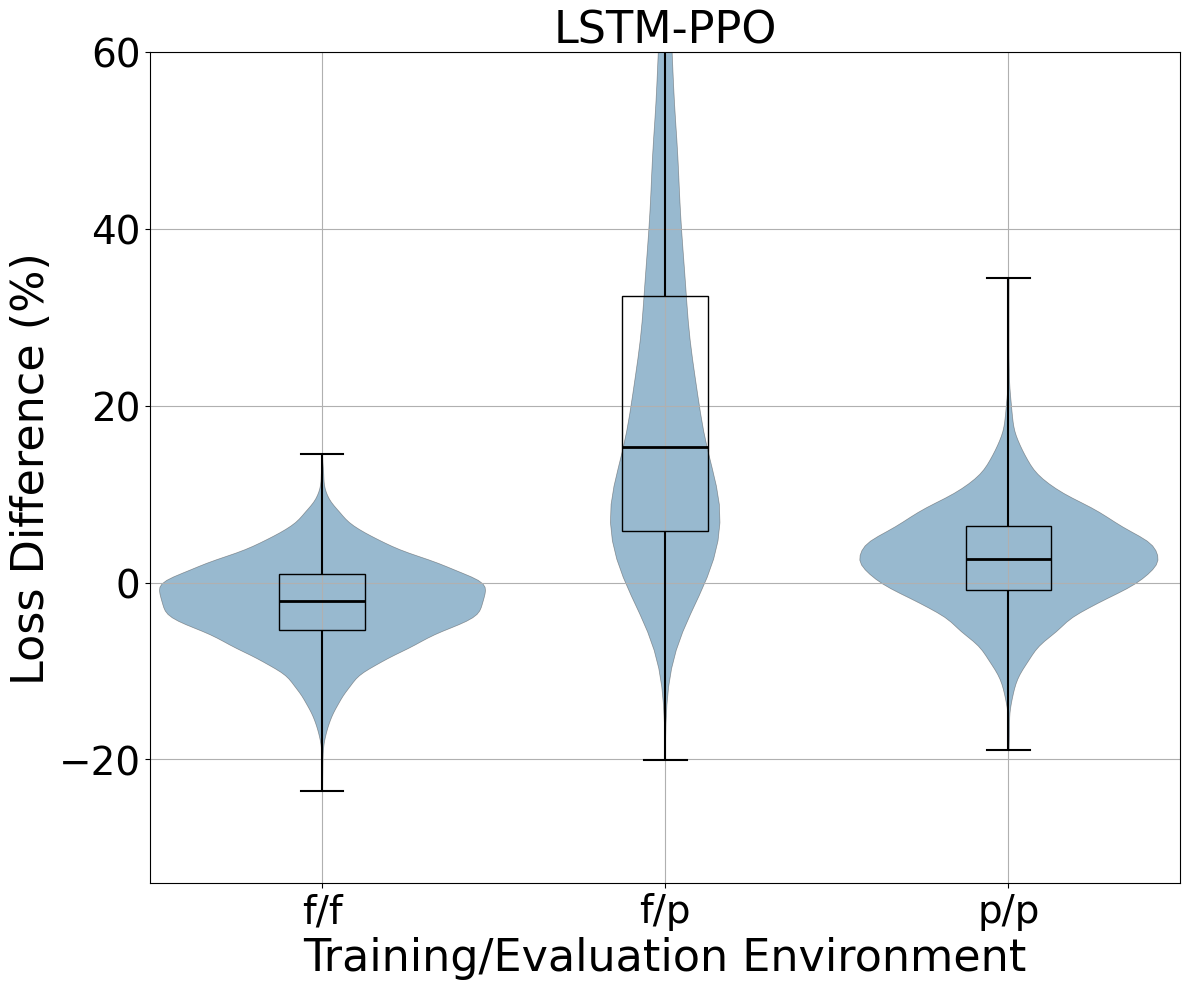 LSTM-PPO
Loss Difference (%)
60
40
20
0
−20
f/f
f/p
p/p
Training/Evaluation Environment